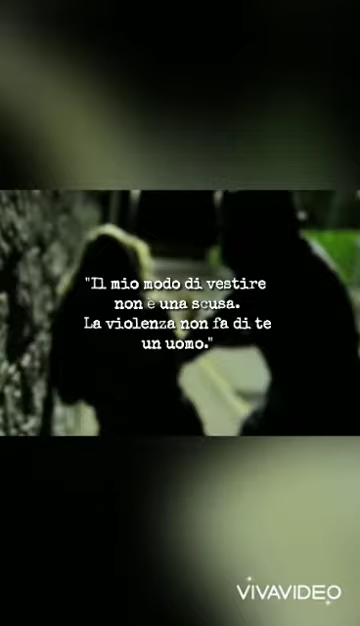 "Il mio modo di vestire
non è una scusa.
La violenza non fa di te
un uomo."
VIVAVIDEO